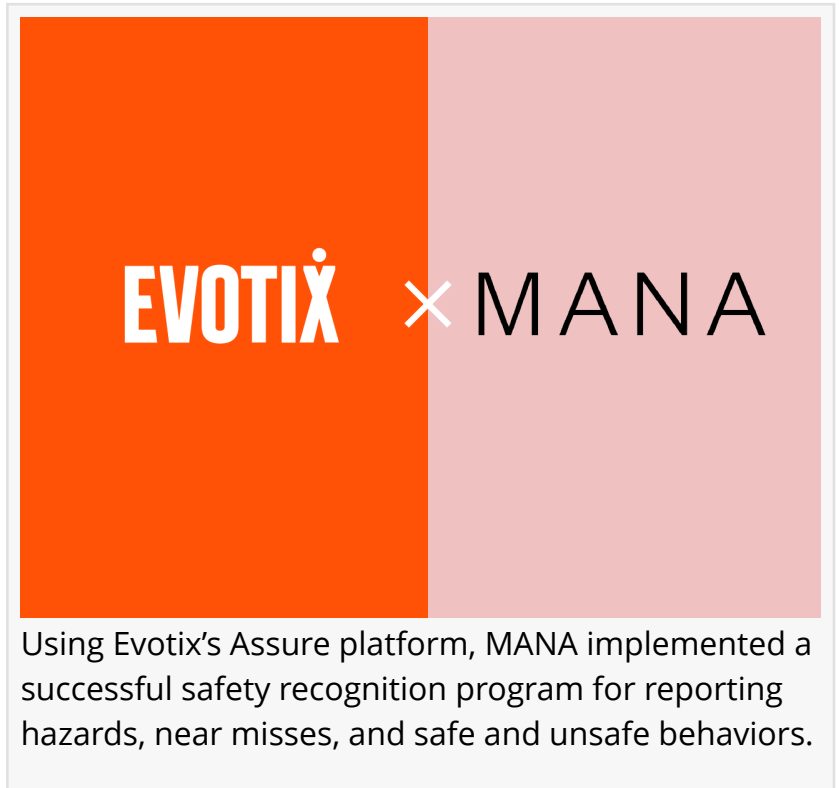 EVOTIX × MANA
Using Evotix’s Assure platform, MANA implemented a
successful safety recognition program for reporting
hazards, near misses, and safe and unsafe behaviors.